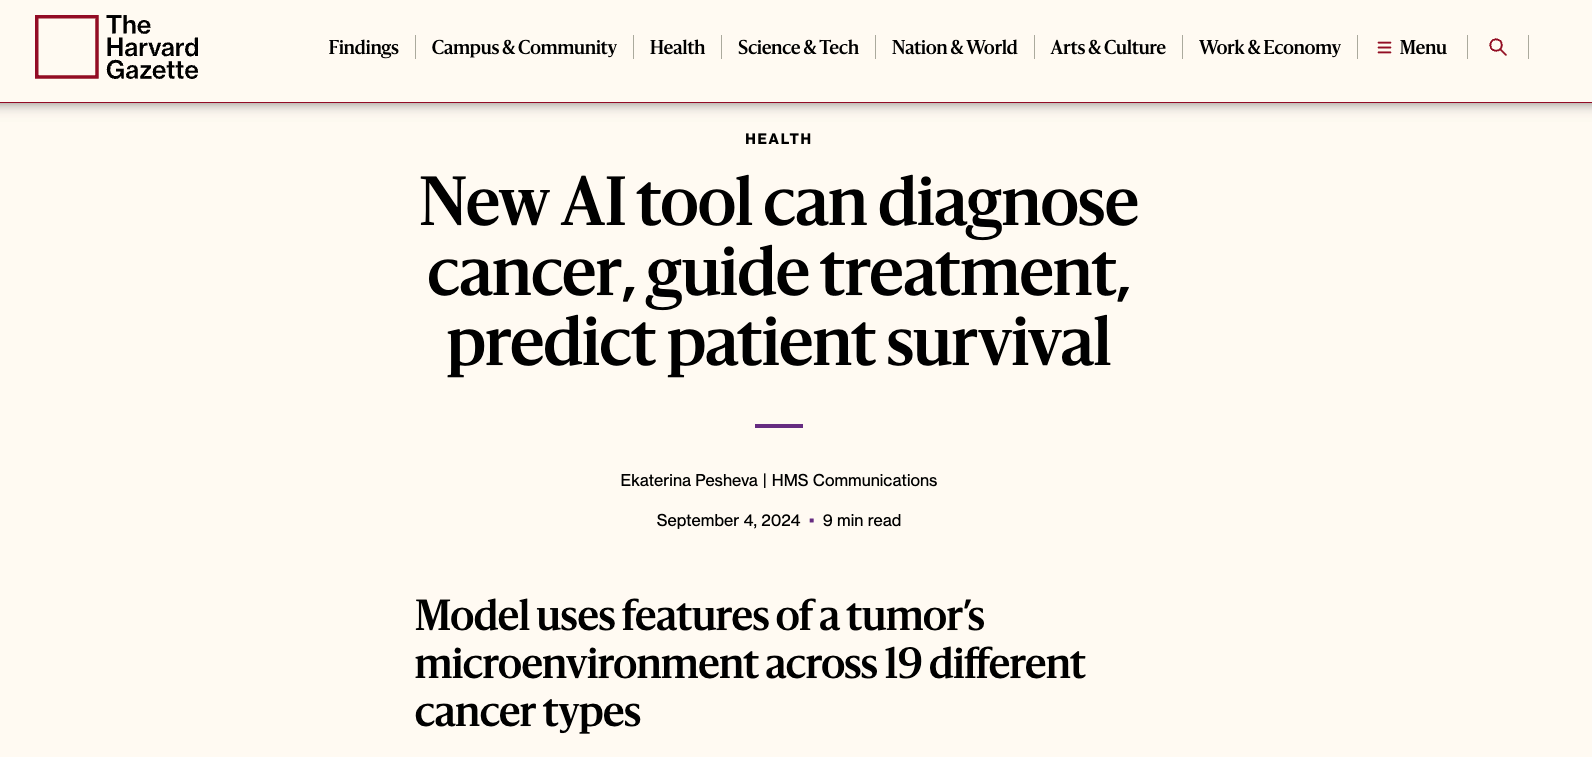 The
Harvard
Gazette
Findings
Campus & Community
Health
Science & Tech
Nation & World
Arts & Culture
Work & Economy
Menu
HEALTH
New AI tool can diagnose
cancer, guide treatment,
predict patient survival
Ekaterina Pesheva | HMS Communications
September 4, 2024 ▪ 9 min read
Model uses features of a tumor’s
microenvironment across 19 different
cancer types